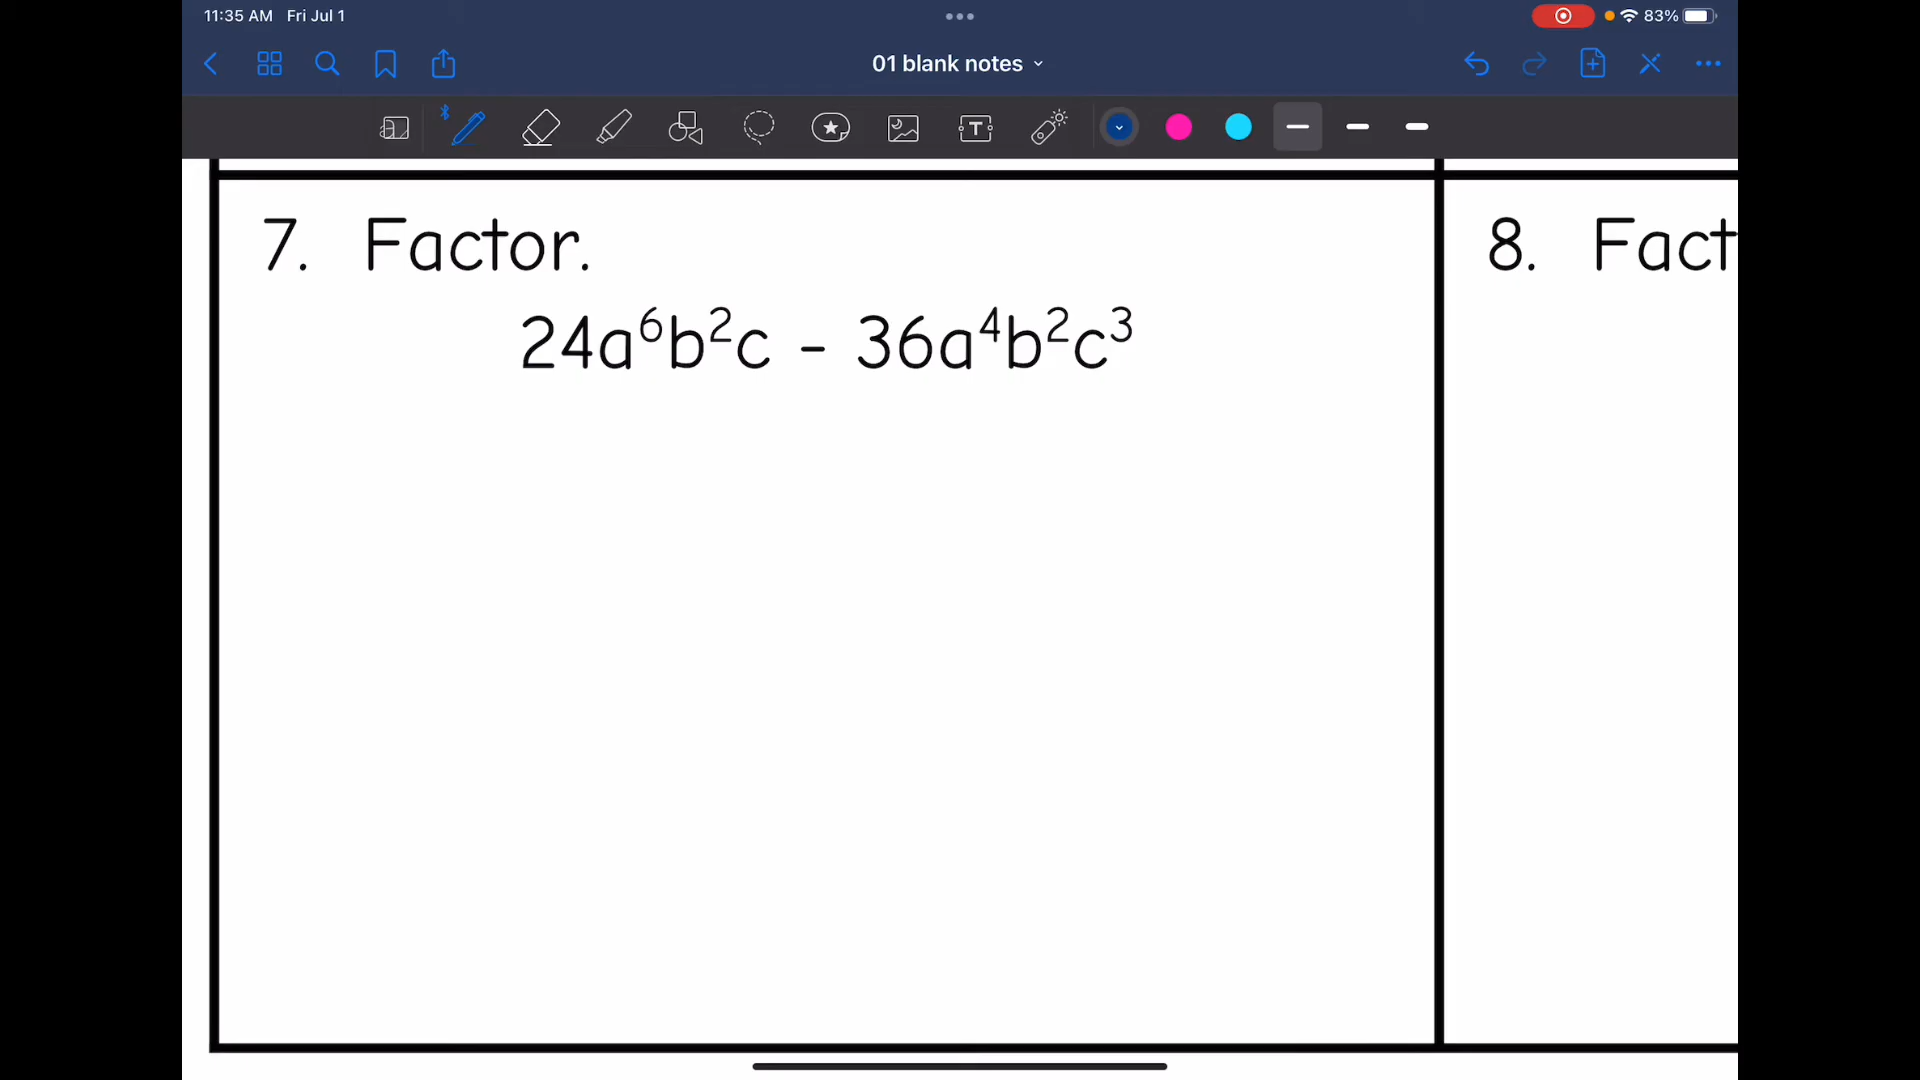 11:35 AM Fri Jul 1
83%
01 blank notes
7. Factor.
24a⁶b²c - 36a⁴b²c³
8. Fact